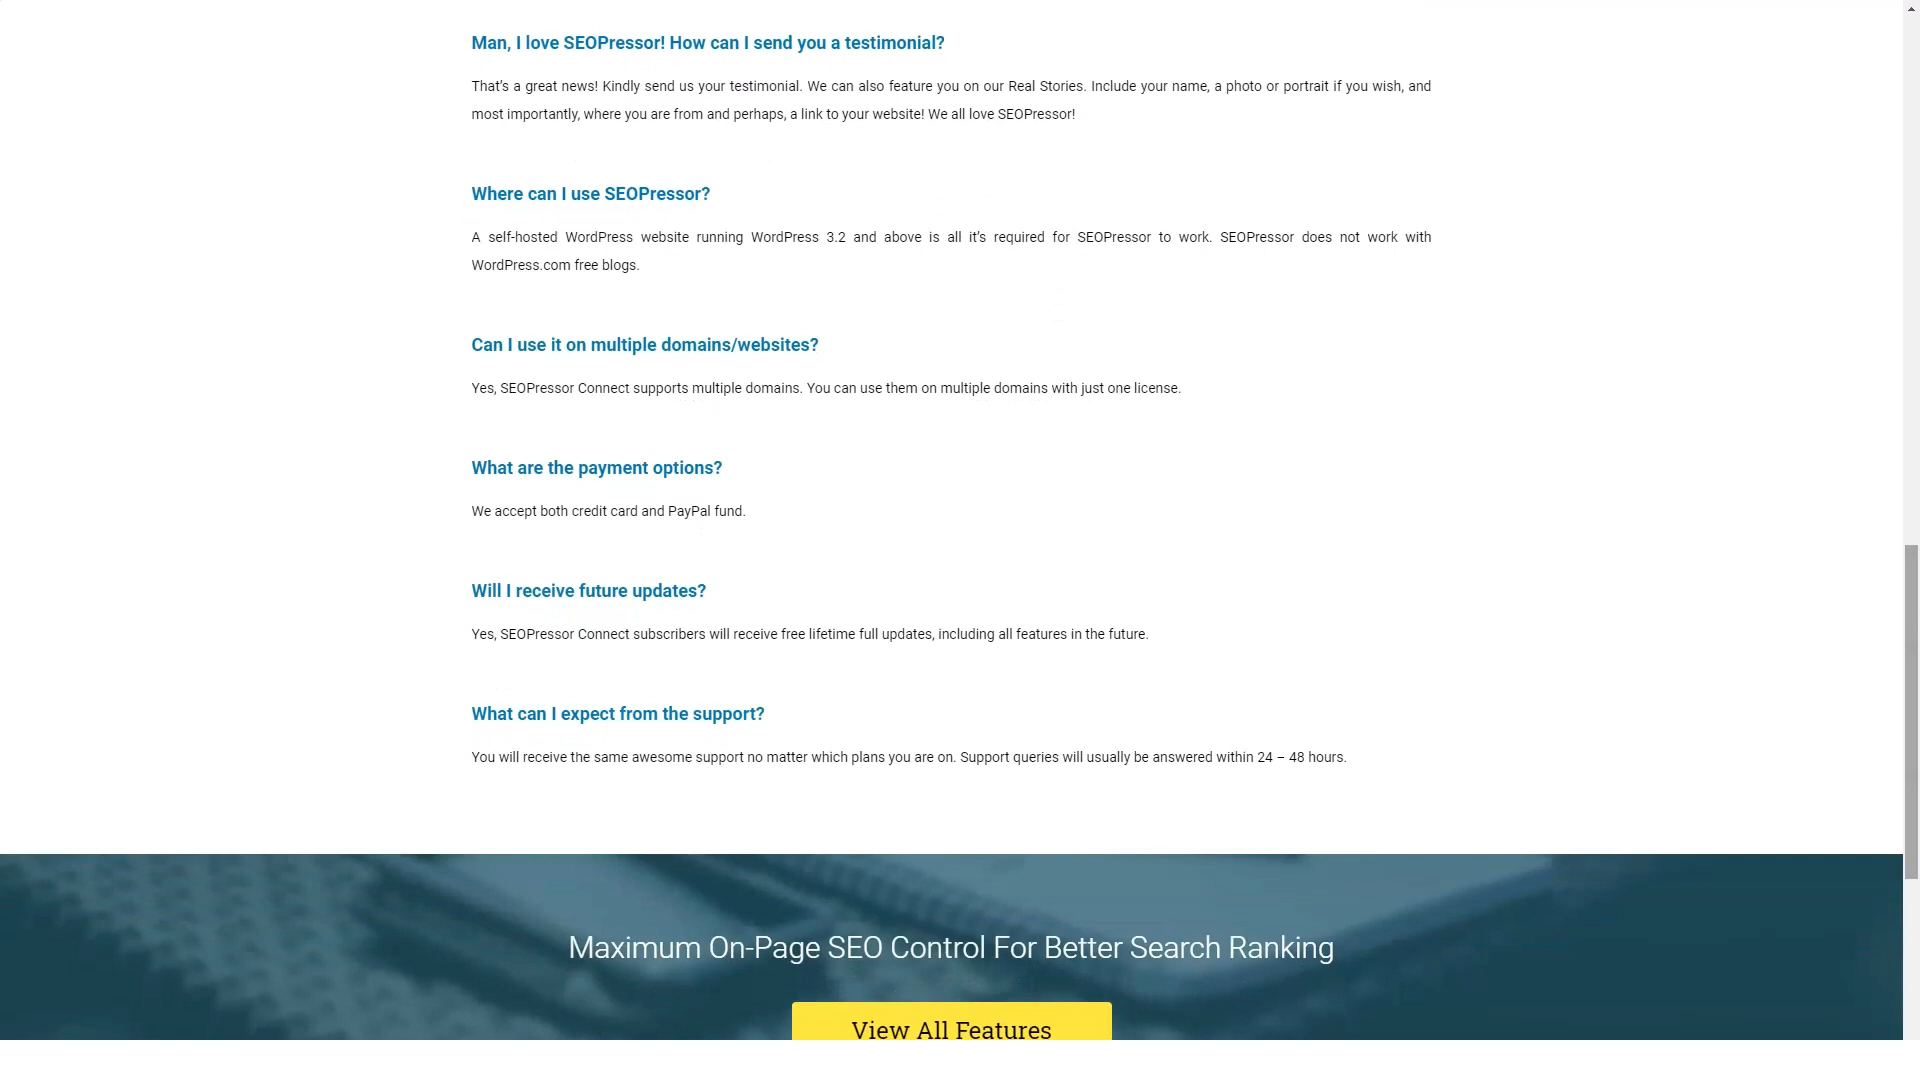 Man, I love SEOPressor! How can I send you a testimonial?
That’s a great news! Kindly send us your testimonial. We can also feature you on our Real Stories. Include your name, a photo or portrait if you wish, and
most importantly, where you are from and perhaps, a link to your website! We all love SEOPressor!
Where can I use SEOPressor?
A self-hosted WordPress website running WordPress 3.2 and above is all it’s required for SEOPressor to work. SEOPressor does not work with
WordPress.com free blogs.
Can I use it on multiple domains/websites?
Yes, SEOPressor Connect supports multiple domains. You can use them on multiple domains with just one license.
What are the payment options?
We accept both credit card and PayPal fund.
Will I receive future updates?
Yes, SEOPressor Connect subscribers will receive free lifetime full updates, including all features in the future.
What can I expect from the support?
You will receive the same awesome support no matter which plans you are on. Support queries will usually be answered within 24 – 48 hours.
Maximum On-Page SEO Control For Better Search Ranking
View All Features